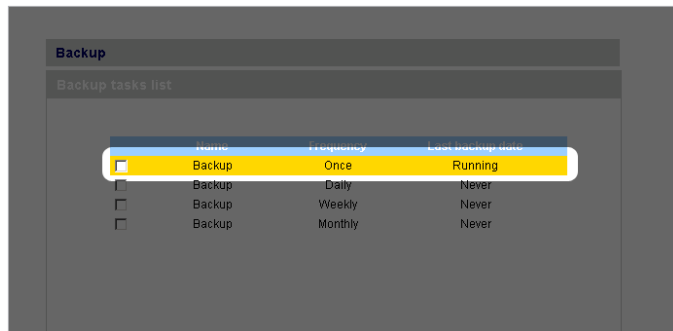 Backup
Backup tasks list
Name Frequency Last backup date
Backup Once Running
Backup Daily Never
Backup Weekly Never
Backup Monthly Never